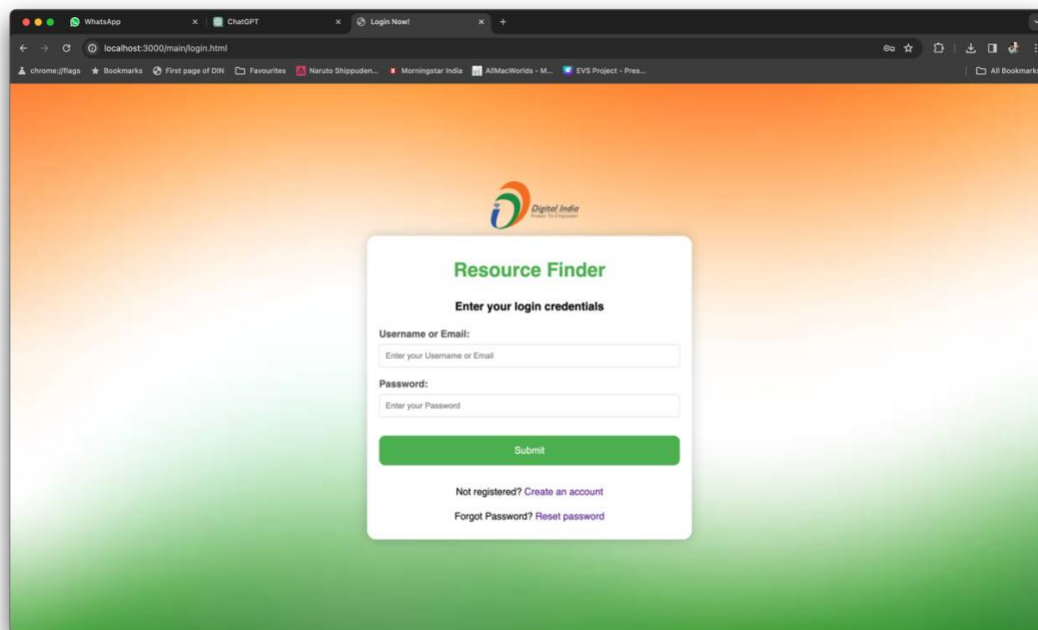 WhatsApp
ChatGPT
Login Now!
localhost:3000/main/login.html
chrome://flags
Bookmarks
First page of DIN
Favourites
Naruto Shippuden...
Morningstar India
AllMacWorlds - M...
EVS Project - Pres...
All Bookmarks
Digital India
Power To Empower
Resource Finder
Enter your login credentials
Username or Email:
Enter your Username or Email
Password:
Enter your Password
Submit
Not registered? Create an account
Forgot Password? Reset password